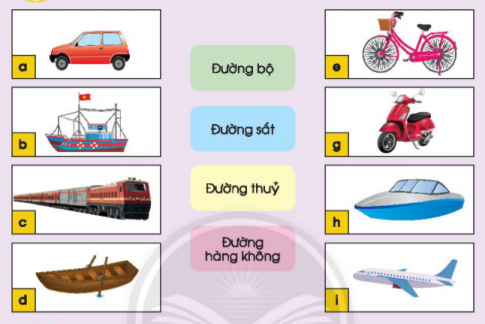 a
Đường bộ
e
b
Đường sắt
g
c
Đường thuỷ
h
d
Đường
hàng không
i